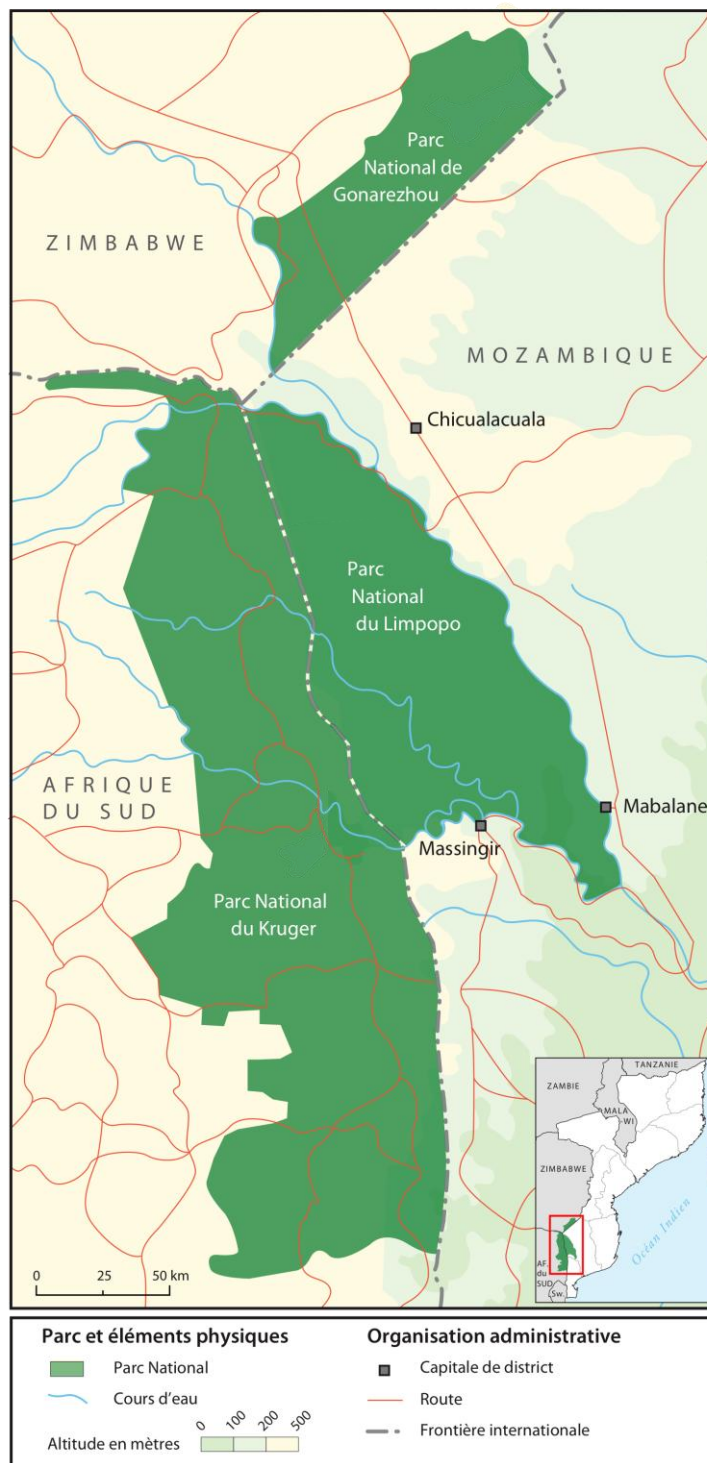 Parc
National de
Gonarezhou
ZIMBABWE
MOZAMBIQUE
Chicualacuala
Parc
National
du Limpopo
AFRIQUE
DU SUD
Mabalane
Massingir
Parc National
du Kruger
0 25 50 km
TANZANIE
ZAMBIE
MALA
WI
ZIMBABWE
Océan Indien
AF.
du
SUD
Sw.
Parc et éléments physiques
Parc National
Cours d'eau
Altitude en mètres
0 100 200 500
Organisation administrative
Capitale de district
Route
Frontière internationale